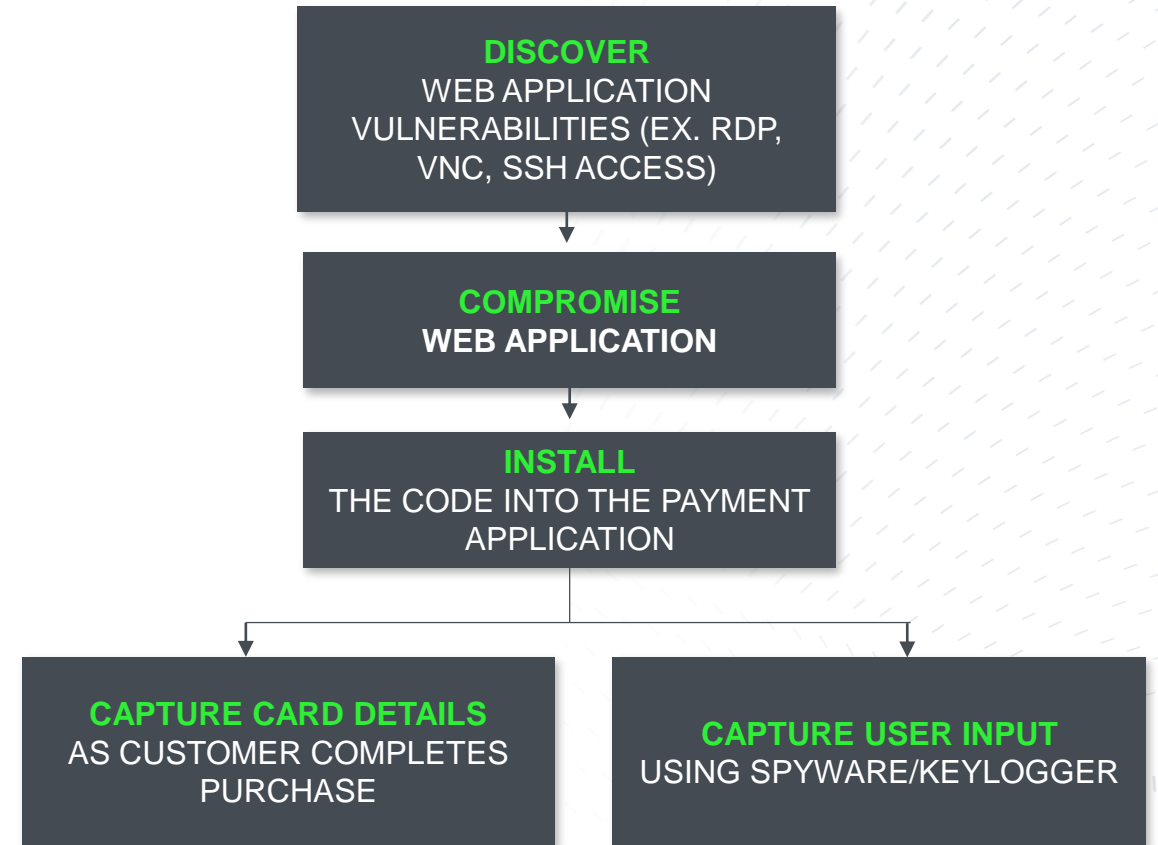 DISCOVER
WEB APPLICATION
VULNERABILITIES (EX. RDP,
VNC, SSH ACCESS)
COMPROMISE
WEB APPLICATION
INSTALL
THE CODE INTO THE PAYMENT
APPLICATION
CAPTURE CARD DETAILS
AS CUSTOMER COMPLETES
PURCHASE
CAPTURE USER INPUT
USING SPYWARE/KEYLOGGER